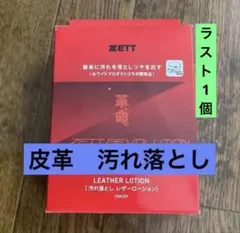 ZETT
簡単に汚れを落としツヤを出す
革命
ラスト1個
皮革 汚れ落とし
LEATHER LOTION
[汚れ落とし レザーローション]